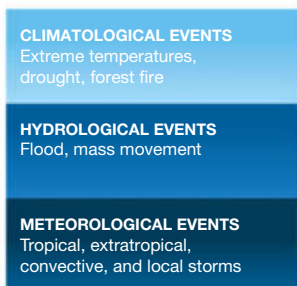 CLIMATOLOGICAL EVENTS
Extreme temperatures,
drought, forest fire
HYDROLOGICAL EVENTS
Flood, mass movement
METEOROLOGICAL EVENTS
Tropical, extratropical,
convective, and local storms